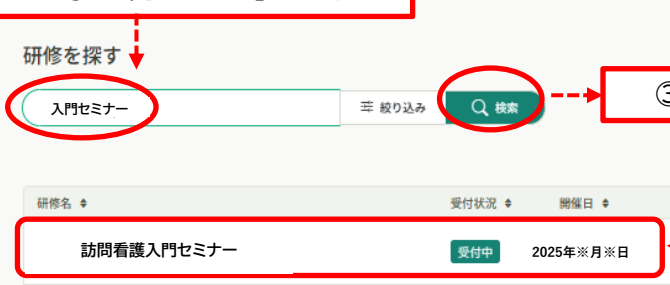 研修を探す
入門セミナー
絞り込み
検索
③
研修名
受付状況
開催日
訪問看護入門セミナー
受付中
2025年※月※日